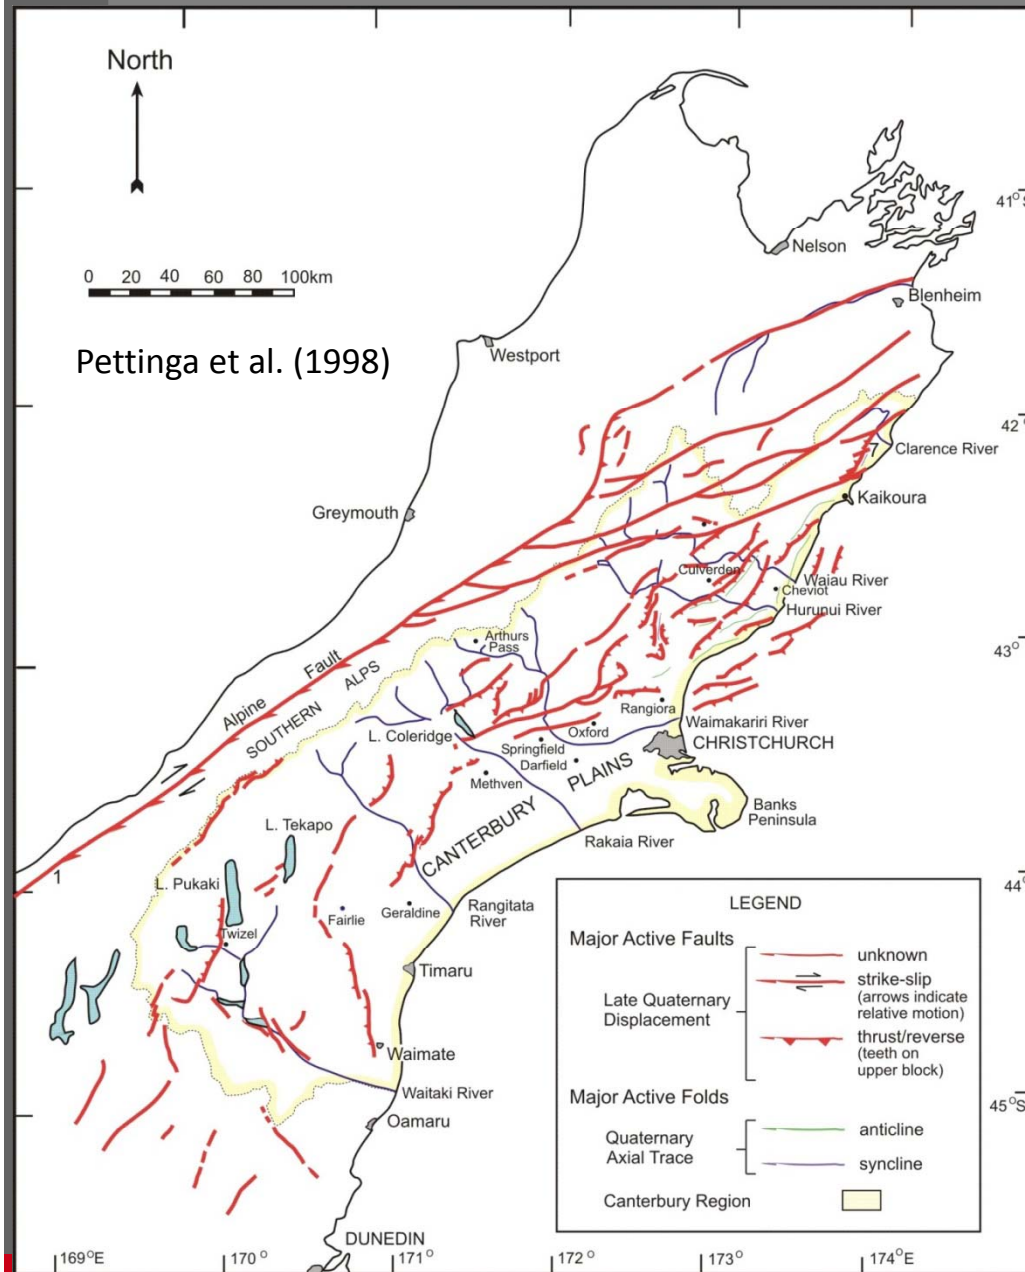 North
0 20 40 60 80 100km
Pettinga et al. (1998)
41°S
Nelson
Blenheim
Westport
42°
7
Clarence River
Kaikoura
Greymouth
Culverden
Waiau River
Cheviot
Hurunui River
Arthurs
Pass
43°
Alpine Fault
SOUTHERN ALPS
Rangiora
Waimakariri River
L. Coleridge
Oxford
CHRISTCHURCH
Springfield
Darfield
Methven
CANTERBURY PLAINS
Banks
Peninsula
L. Tekapo
Rakaia River
1
L. Pukaki
44°
Rangitata
River
Geraldine
Fairlie
Twizel
Timaru
Waimate
Waitaki River
45°S
Oamaru
DUNEDIN
LEGEND
Major Active Faults
Late Quaternary
Displacement
unknown
strike-slip
(arrows indicate
relative motion)
thrust/reverse
(teeth on
upper block)
Major Active Folds
Quaternary
Axial Trace
anticline
syncline
Canterbury Region
169°E 170° 171° 172° 173° 174°E